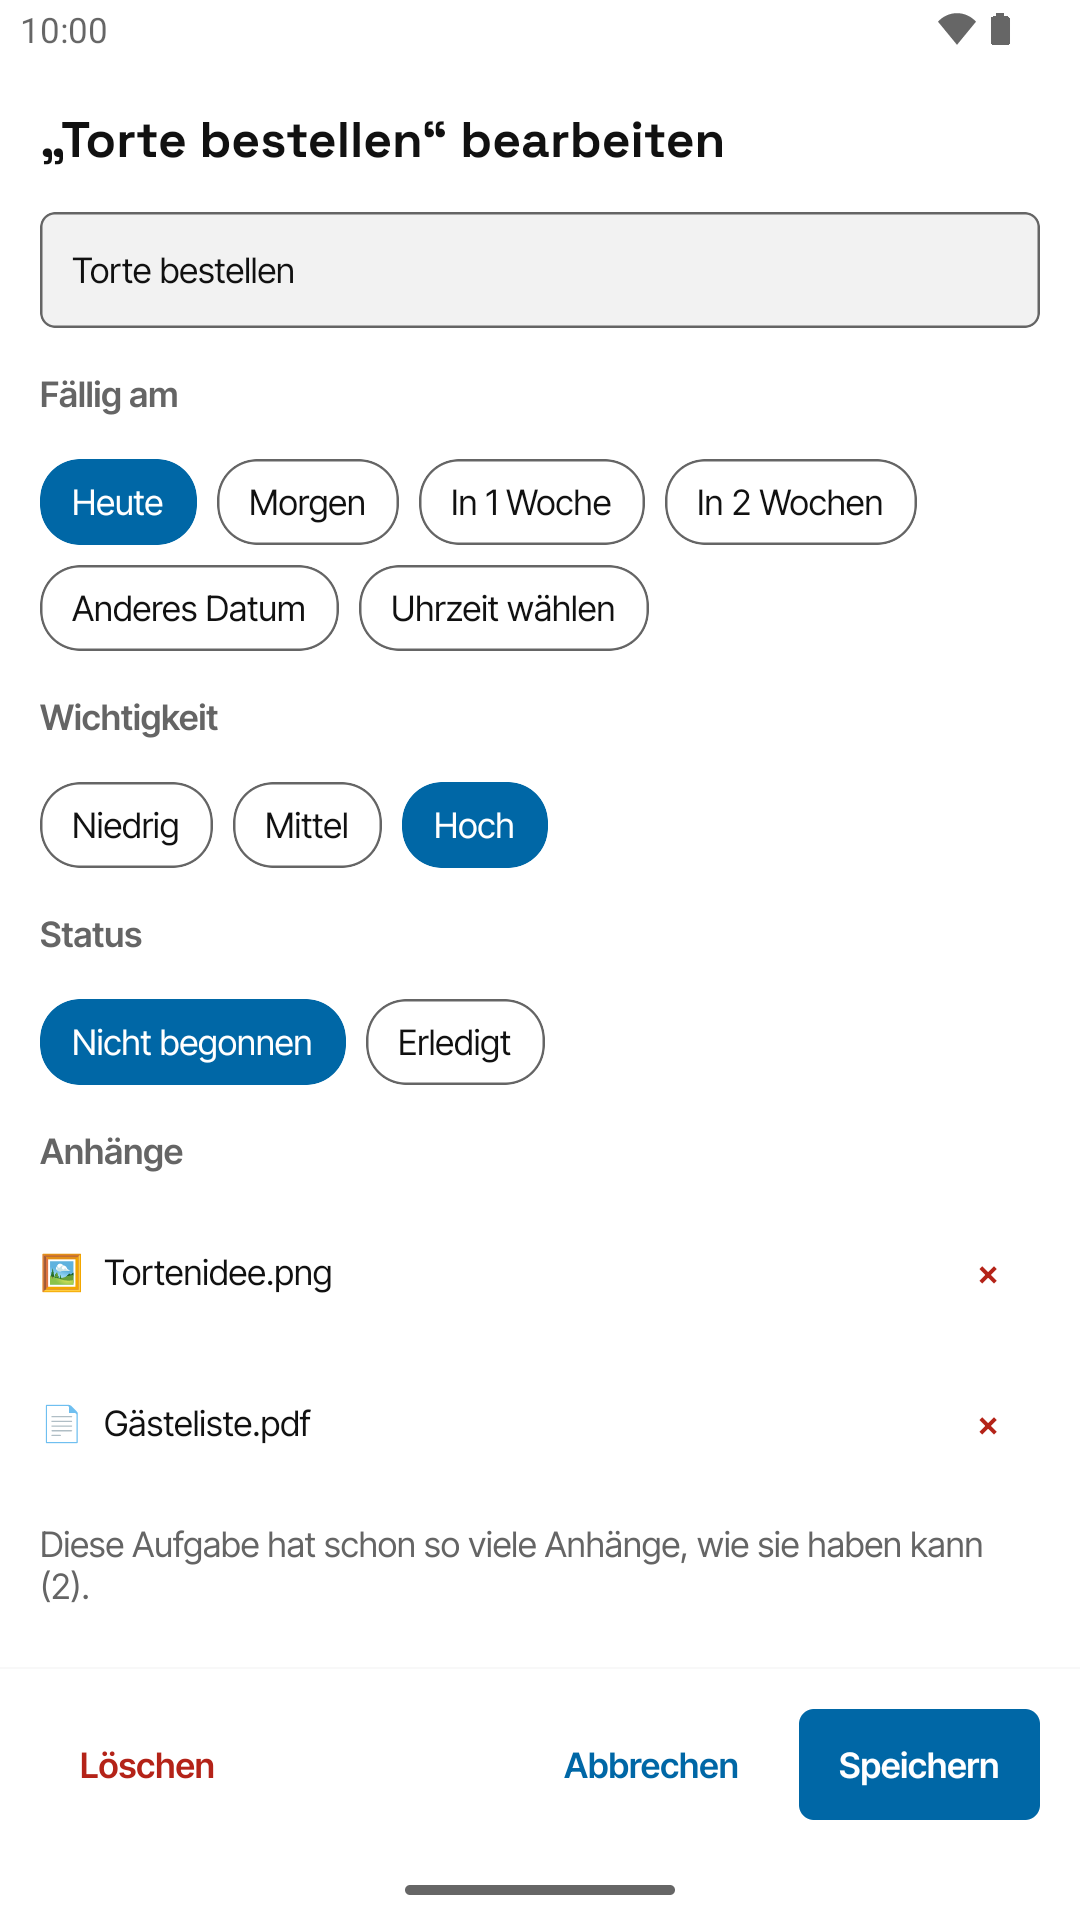 10:00
„Torte bestellen“ bearbeiten
Torte bestellen
Fällig am
Heute Morgen In 1 Woche In 2 Wochen
Anderes Datum Uhrzeit wählen
Wichtigkeit
Niedrig Mittel Hoch
Status
Nicht begonnen Erledigt
Anhänge
Tortenidee.png ×
Gästeliste.pdf ×
Diese Aufgabe hat schon so viele Anhänge, wie sie haben kann
(2).
Löschen Abbrechen Speichern